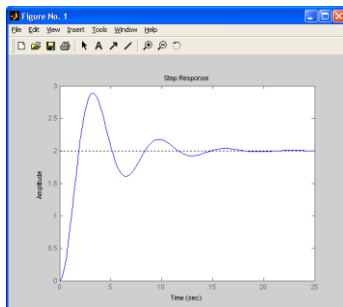 Figure No. 1
File Edit View Insert Tools Window Help
A
Step Response
3
2.5
2
1.5
1
0.5
0
Amplitude
0 5 10 15 20 25
Time (sec)